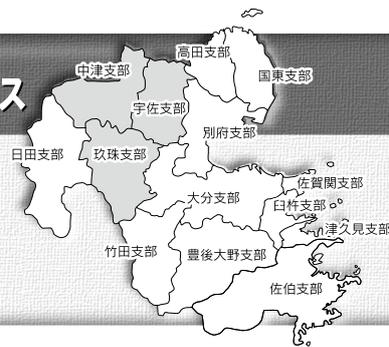 ス
高田支部
中津支部
国東支部
宇佐支部
別府支部
日田支部
玖珠支部
佐賀関支部
大分支部
臼杵支部
津久見支部
竹田支部
豊後大野支部
佐伯支部